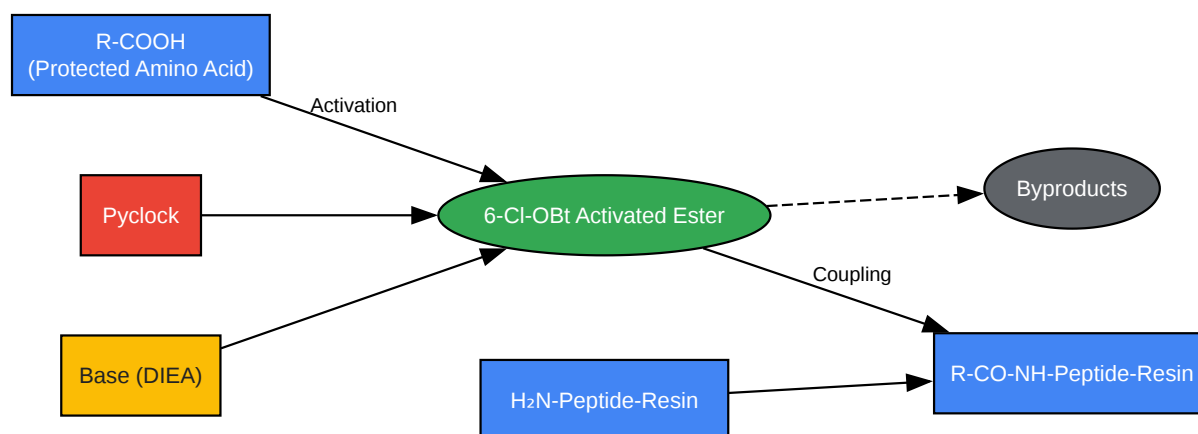 R-COOH
(Protected Amino Acid)
Activation
Pyclock
6-Cl-OBt Activated Ester
Byproducts
Coupling
Base (DIEA)
H₂N-Peptide-Resin
R-CO-NH-Peptide-Resin